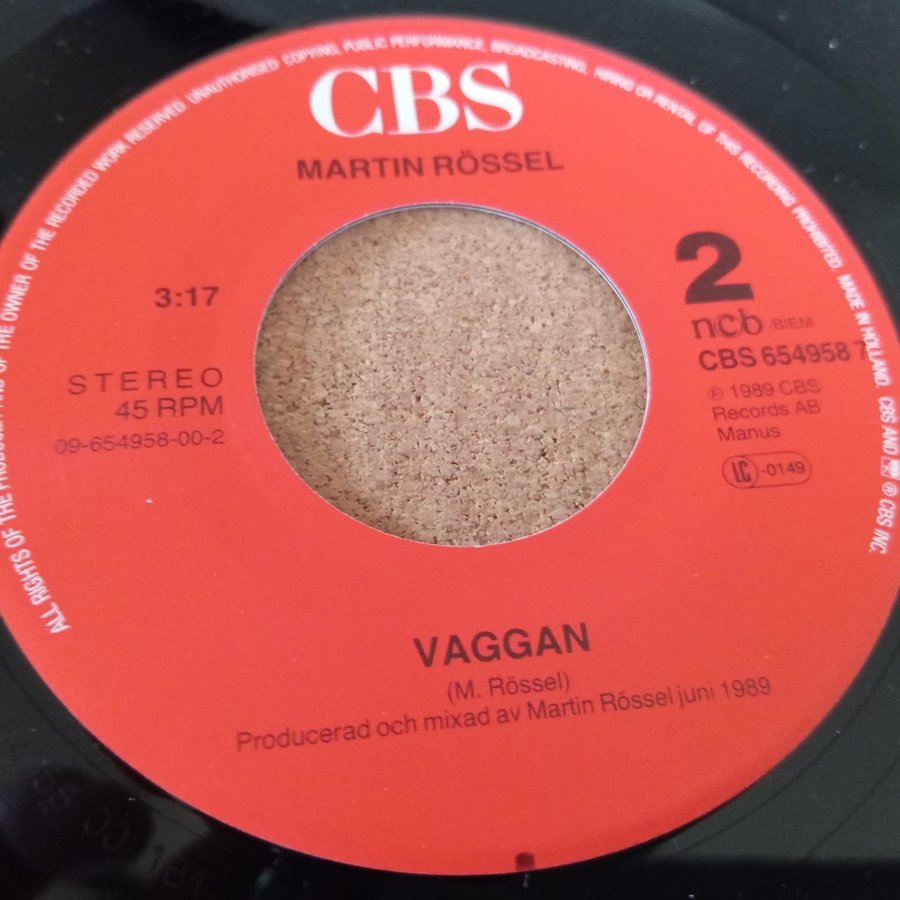 CBS
MARTIN RÖSSEL
3:17
STEREO
45 RPM
09-654958-00-2
2
ncb /BIEM
CBS 654958 7
℗ 1989 CBS
Records AB
Manus
LC -0149
VAGGAN
(M. Rössel)
Producerad och mixad av Martin Rössel juni 1989
ALL RIGHTS OF THE PRODUCER AND OF THE OWNER OF THE RECORDED WORK RESERVED. UNAUTHORISED COPYING, PUBLIC PERFORMANCE, BROADCASTING, HIRING OR RENTAL OF THIS RECORDING PROHIBITED. MADE IN HOLLAND. CBS AND ® CBS INC.